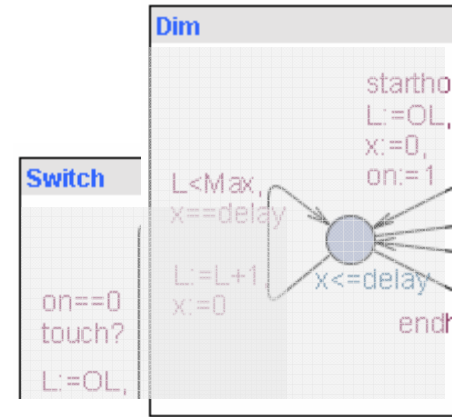 Dim
startho
L:=OL,
x:=0,
on:=1
Switch
L<Max,
x==delay
L:=L+1,
x:=0
x<=delay
endh
on==0
touch?
L:=OL,